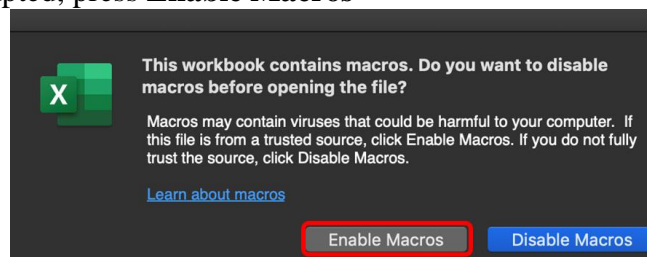 press Enable Macros
This workbook contains macros. Do you want to disable
macros before opening the file?
Macros may contain viruses that could be harmful to your computer. If
this file is from a trusted source, click Enable Macros. If you do not fully
trust the source, click Disable Macros.
Learn about macros
Enable Macros Disable Macros